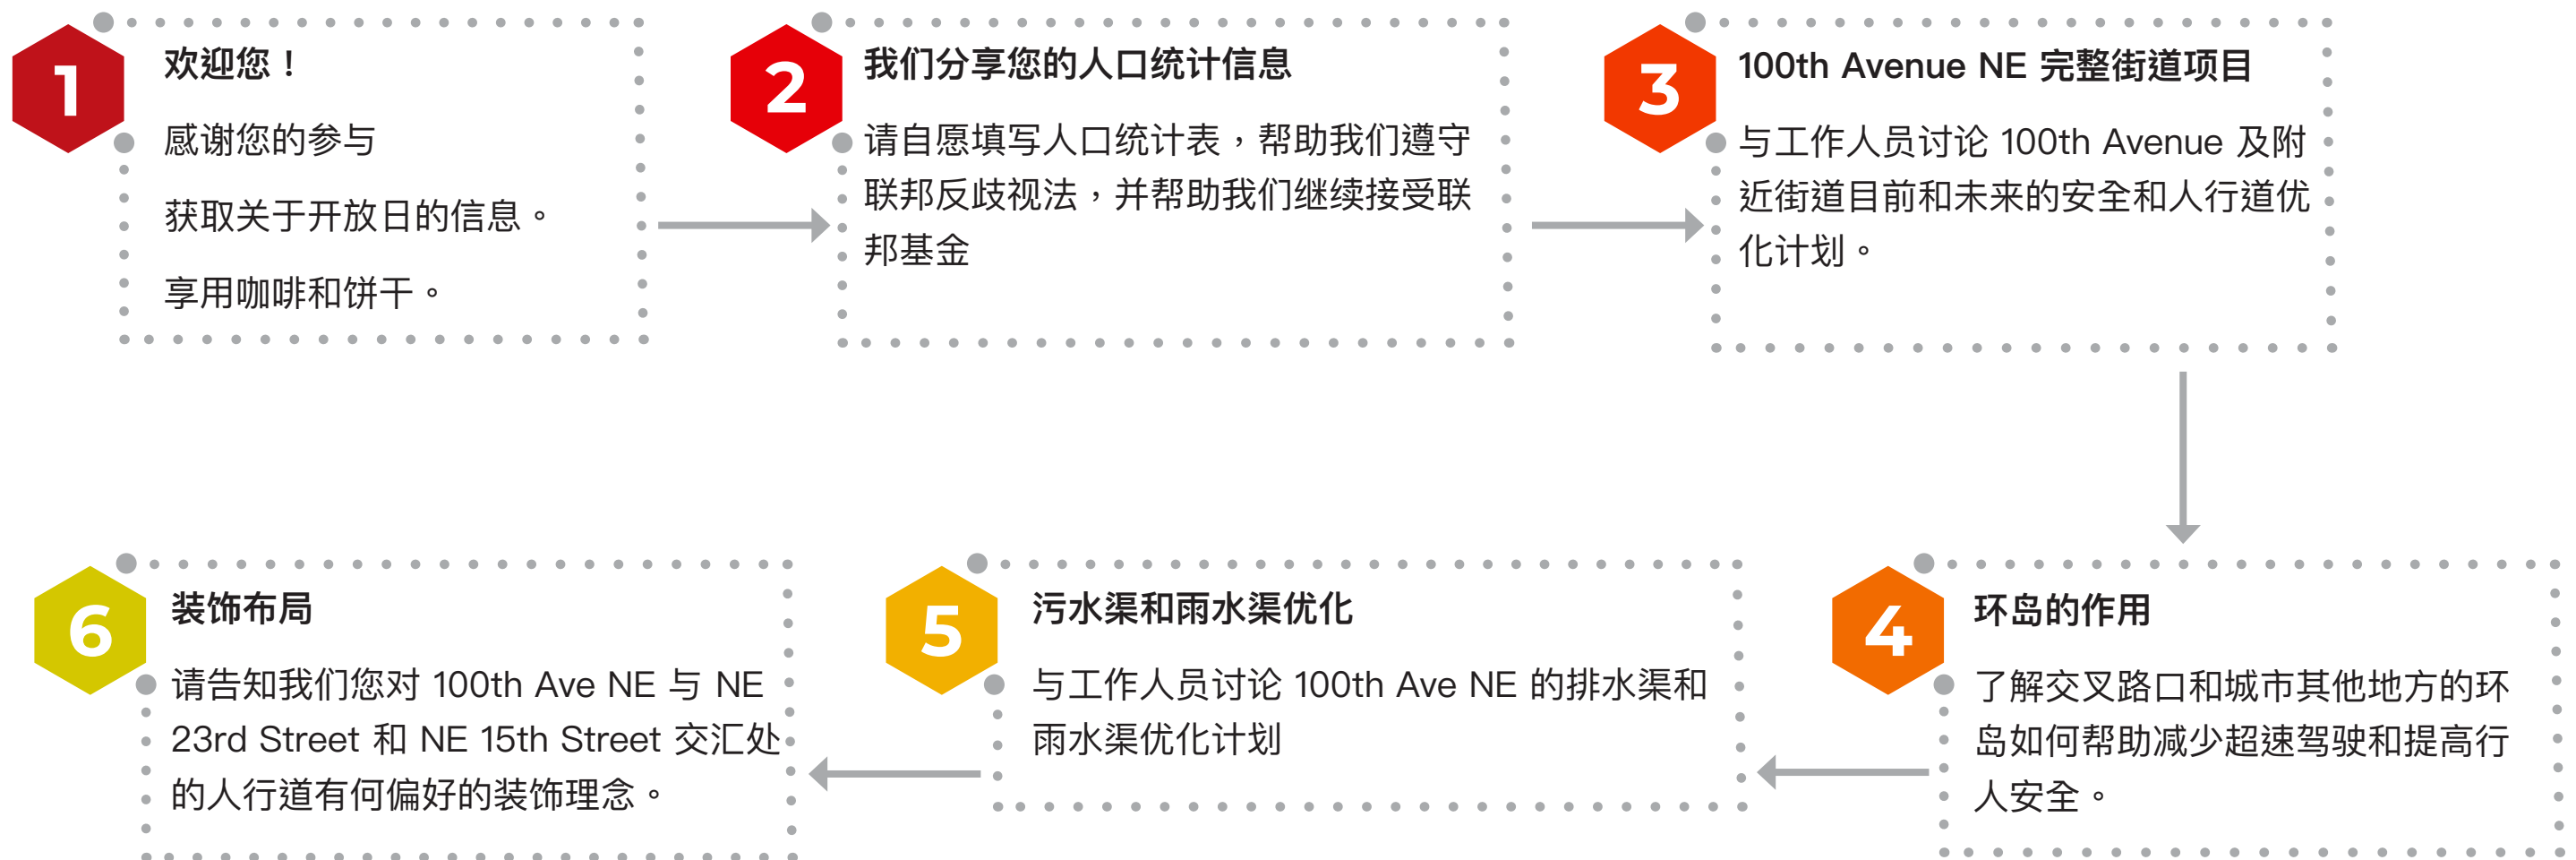 1
欢迎您！
感谢您的参与
获取关于开放日的信息。
享用咖啡和饼干。
2
我们分享您的人口统计信息
请自愿填写人口统计表，帮助我们遵守
联邦反歧视法，并帮助我们继续接受联
邦基金
3
100th Avenue NE 完整街道项目
与工作人员讨论 100th Avenue 及附
近街道目前和未来的安全和人行道优
化计划。
4
环岛的作用
了解交叉路口和城市其他地方的环
岛如何帮助减少超速驾驶和提高行
人安全。
5
污水渠和雨水渠优化
与工作人员讨论 100th Ave NE 的排水渠和
雨水渠优化计划
6
装饰布局
请告知我们您对 100th Ave NE 与 NE
23rd Street 和 NE 15th Street 交汇处
的人行道有何偏好的装饰理念。